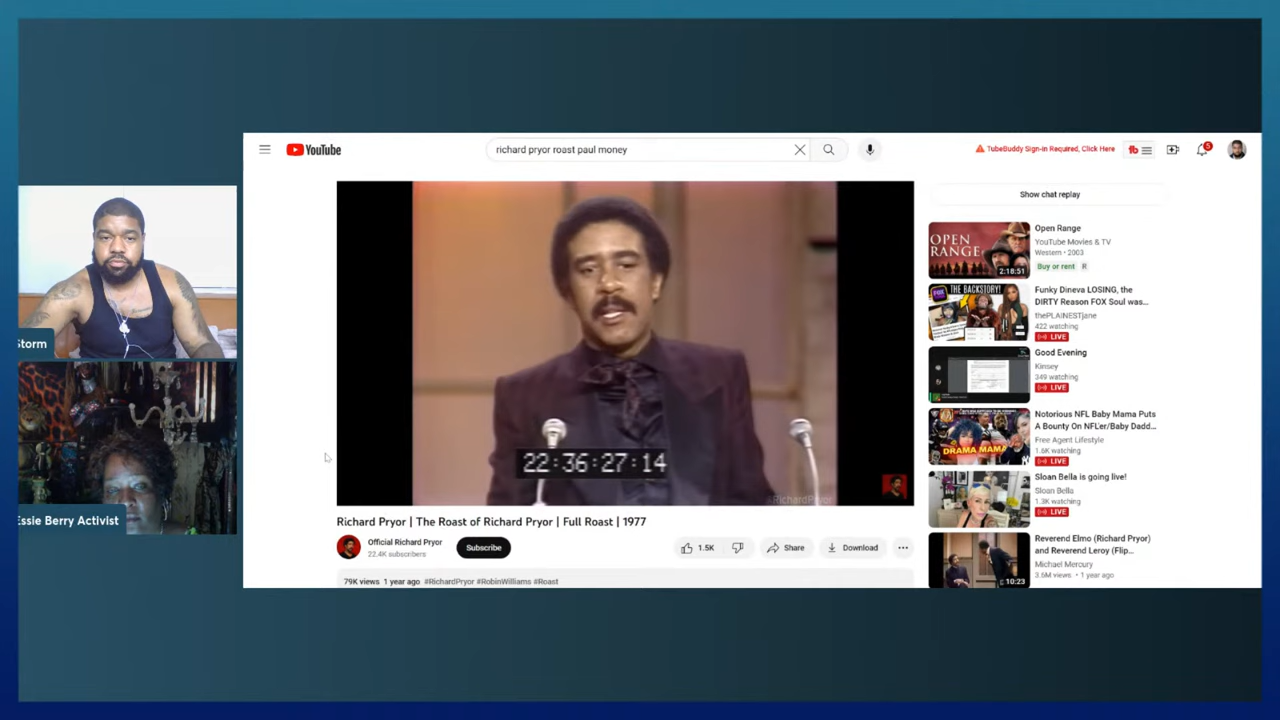 YouTube
richard pryor roast paul money
TubeBuddy Sign-in Required, Click Here
tb
5
Show chat replay
OPEN
RANGE
2:18:51
Open Range
YouTube Movies & TV
Western • 2003
Buy or rent R
THE BACKSTORY!
Funky Dineva LOSING, the
DIRTY Reason FOX Soul was...
thePLAINESTjane
422 watching
LIVE
Good Evening
Kinsey
349 watching
LIVE
DRAMA MAMA
Notorious NFL Baby Mama Puts
A Bounty On NFL'er/Baby Dadd...
Free Agent Lifestyle
1.6K watching
LIVE
Sloan Bella is going live!
Sloan Bella
1.3K watching
LIVE
10:23
Reverend Elmo (Richard Pryor)
and Reverend Leroy (Flip...
Michael Mercury
3.6M views • 1 year ago
Storm
Essie Berry Activist
22:36:27:14
#RichardPryor
Richard Pryor | The Roast of Richard Pryor | Full Roast | 1977
Official Richard Pryor
22.4K subscribers
Subscribe
1.5K
Share
Download
79K views 1 year ago #RichardPryor #RobinWilliams #Roast